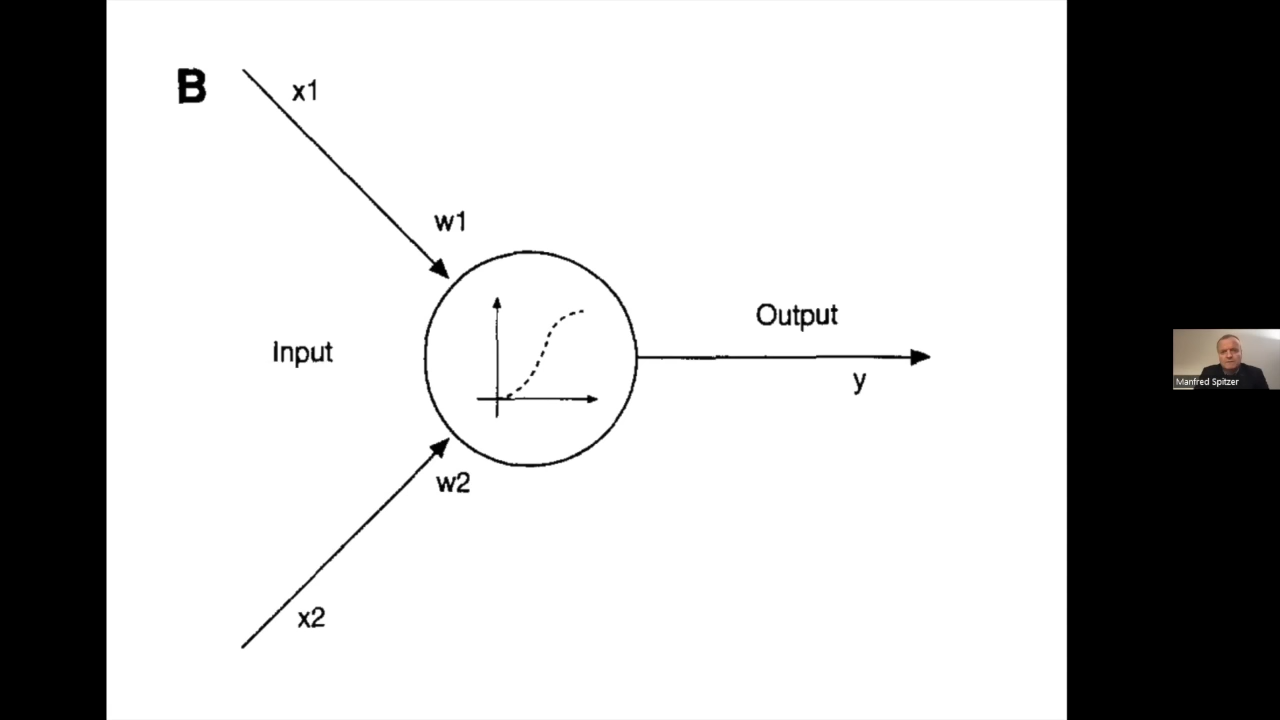 B
x1
w1
Input
Output
y
w2
x2
Manfred Spitzer